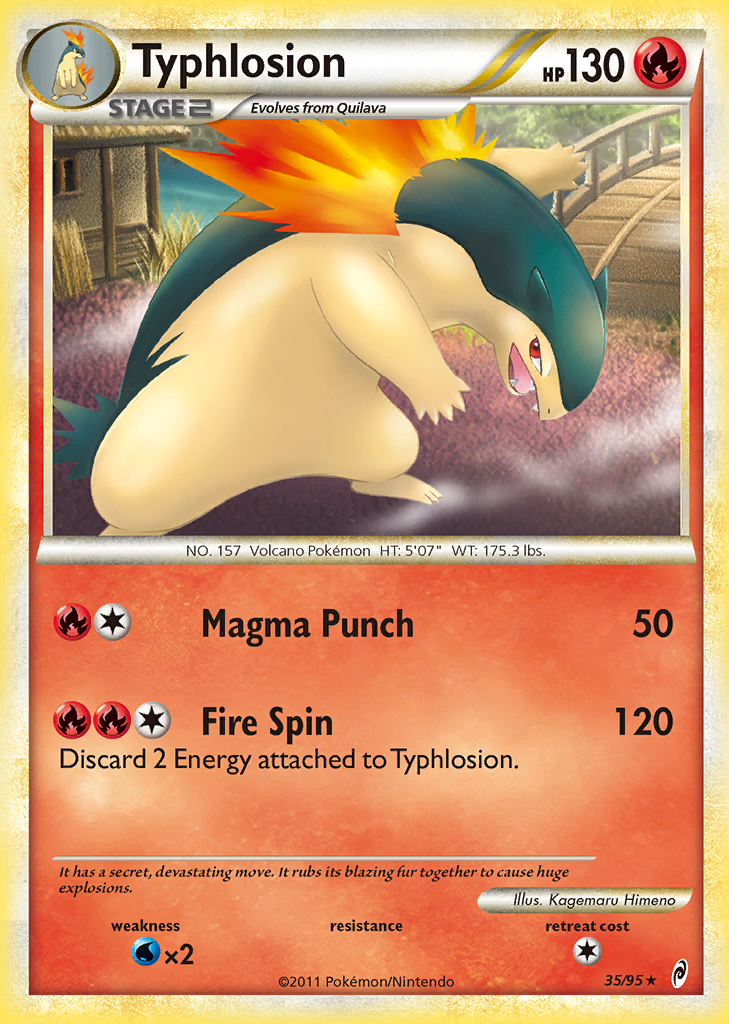 Typhlosion
HP 130
STAGE 2
Evolves from Quilava
NO. 157 Volcano Pokémon HT: 5'07" WT: 175.3 lbs.
Magma Punch 50
Fire Spin 120
Discard 2 Energy attached to Typhlosion.
It has a secret, devastating move. It rubs its blazing fur together to cause huge
explosions.
Illus. Kagemaru Himeno
weakness resistance retreat cost
×2
©2011 Pokémon/Nintendo 35/95 ★